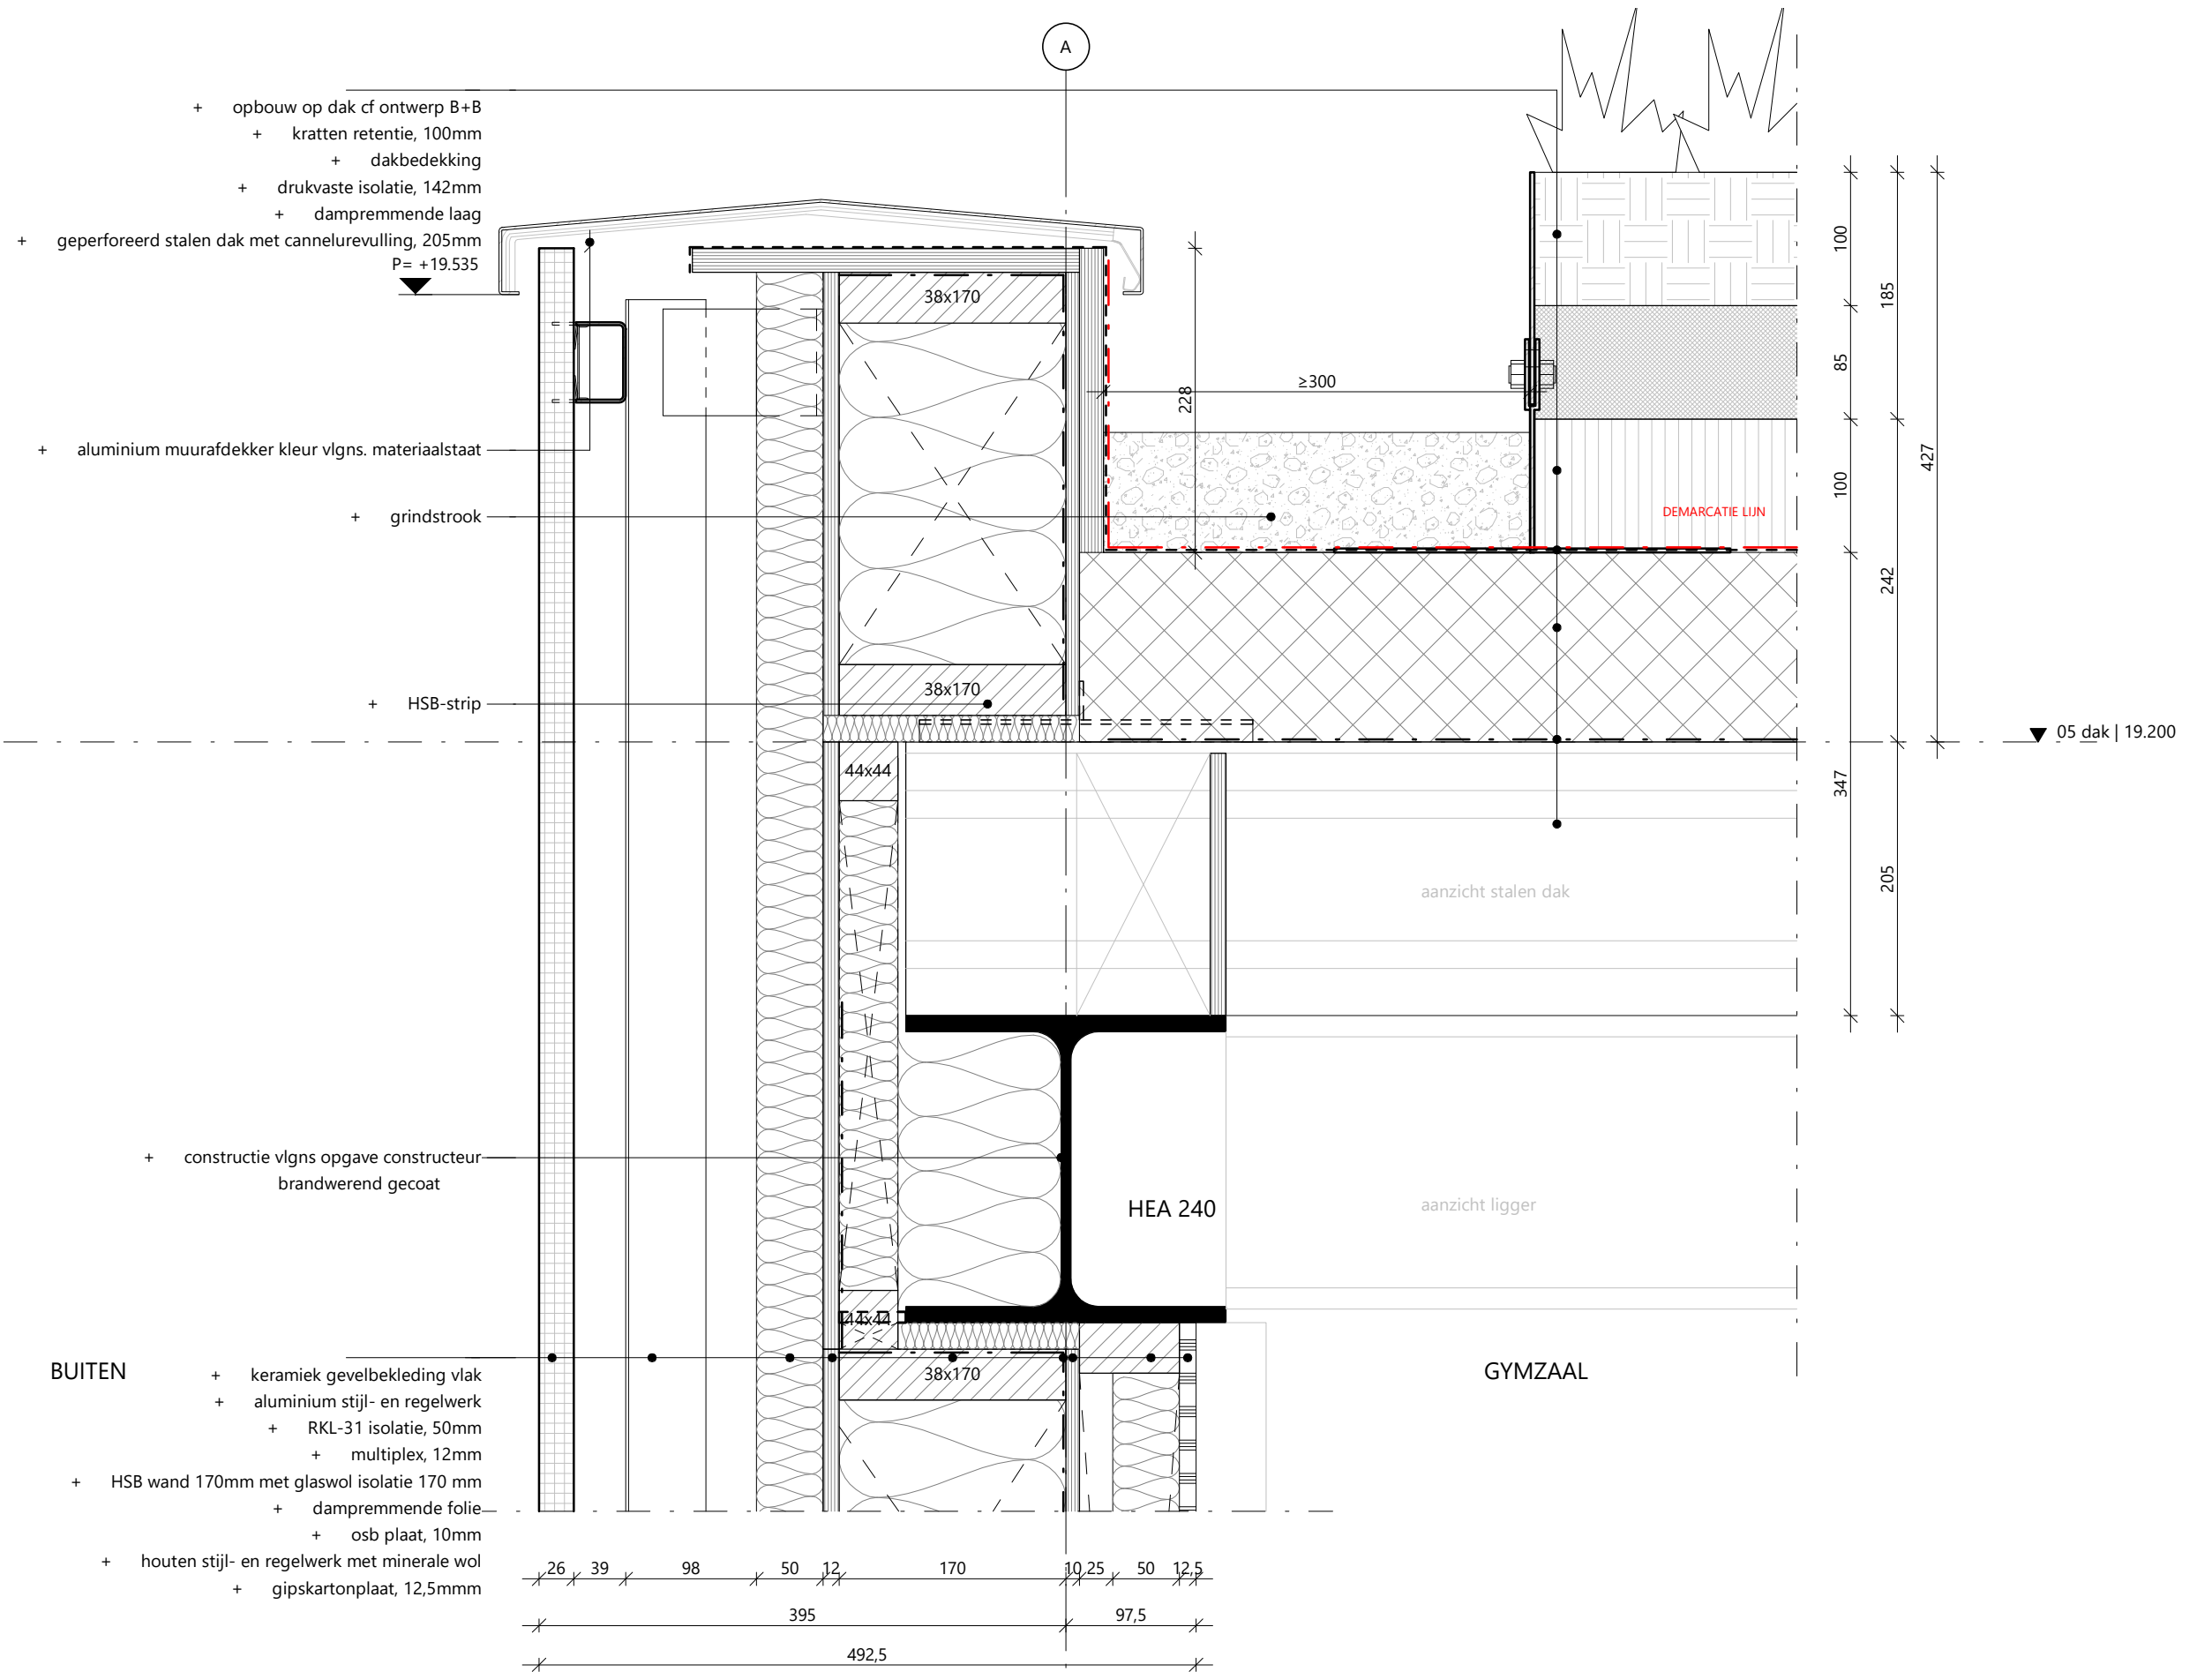 A
+ opbouw op dak cf ontwerp B+B
+ kratten retentie, 100mm
+ dakbedekking
+ drukvaste isolatie, 142mm
+ dampremmende laag
+ geperforeerd stalen dak met cannelurevulling, 205mm
P= +19.535
38x170
100
185
85
≥300
228
+ aluminium muurafdekker kleur vlgns. materiaalstaat
427
100
+ grindstrook
DEMARCATIE LIJN
242
38x170
+ HSB-strip
05 dak | 19.200
44x44
347
205
aanzicht stalen dak
+ constructie vlgns opgave constructeur
brandwerend gecoat
HEA 240
aanzicht ligger
44x44
BUITEN
GYMZAAL
38x170
+ keramiek gevelbekleding vlak
+ aluminium stijl- en regelwerk
+ RKL-31 isolatie, 50mm
+ multiplex, 12mm
+ HSB wand 170mm met glaswol isolatie 170 mm
+ dampremmende folie
+ osb plaat, 10mm
+ houten stijl- en regelwerk met minerale wol
+ gipskartonplaat, 12,5mmm
26 39 98 50 12 170 10 25 50 12,5
395 97,5
492,5